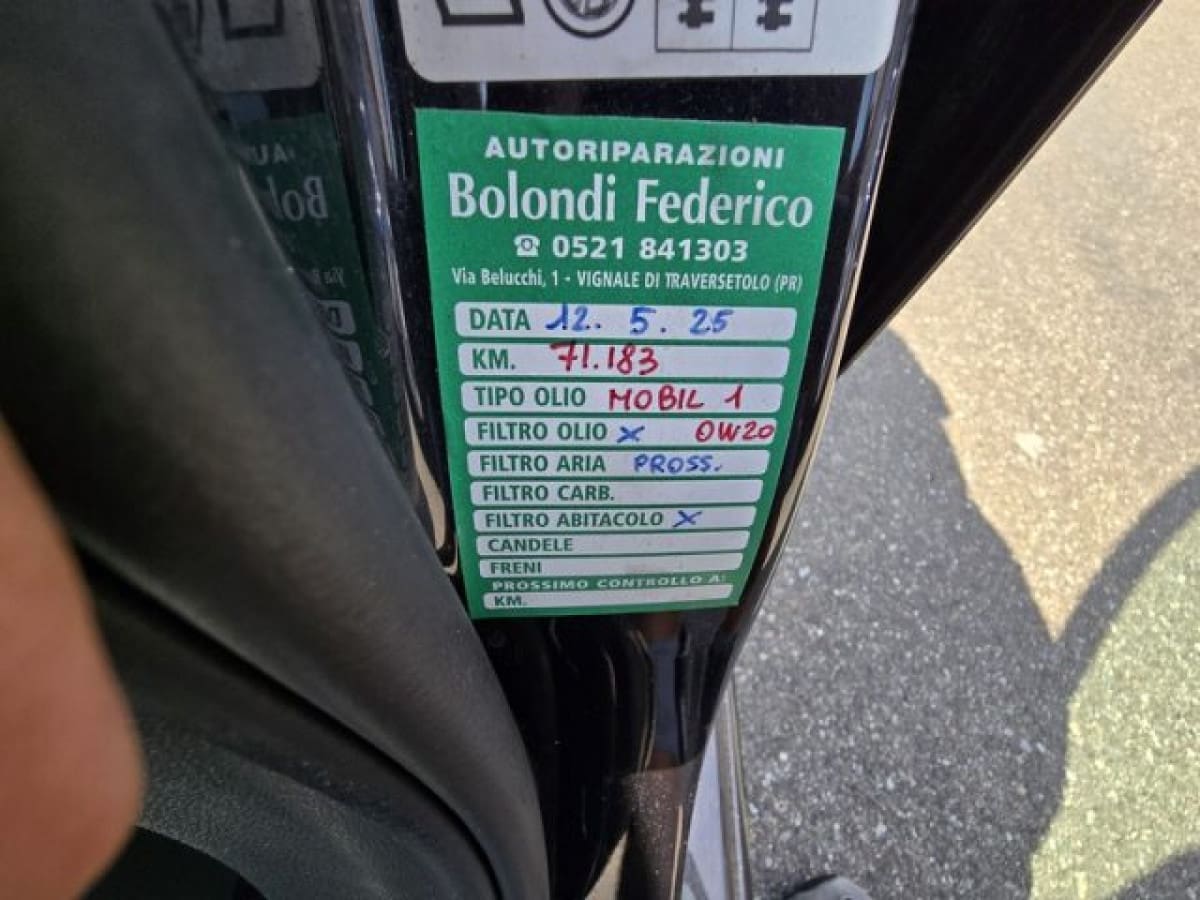 AUTORIPARAZIONI
Bolondi Federico
☎ 0521 841303
Via Belucchi, 1 - VIGNALE DI TRAVERSETOLO (PR)
DATA 12. 5. 25
KM. 71.183
TIPO OLIO MOBIL 1
FILTRO OLIO X 0W20
FILTRO ARIA PROSS.
FILTRO CARB.
FILTRO ABITACOLO X
CANDELE
FRENI
PROSSIMO CONTROLLO A:
KM.